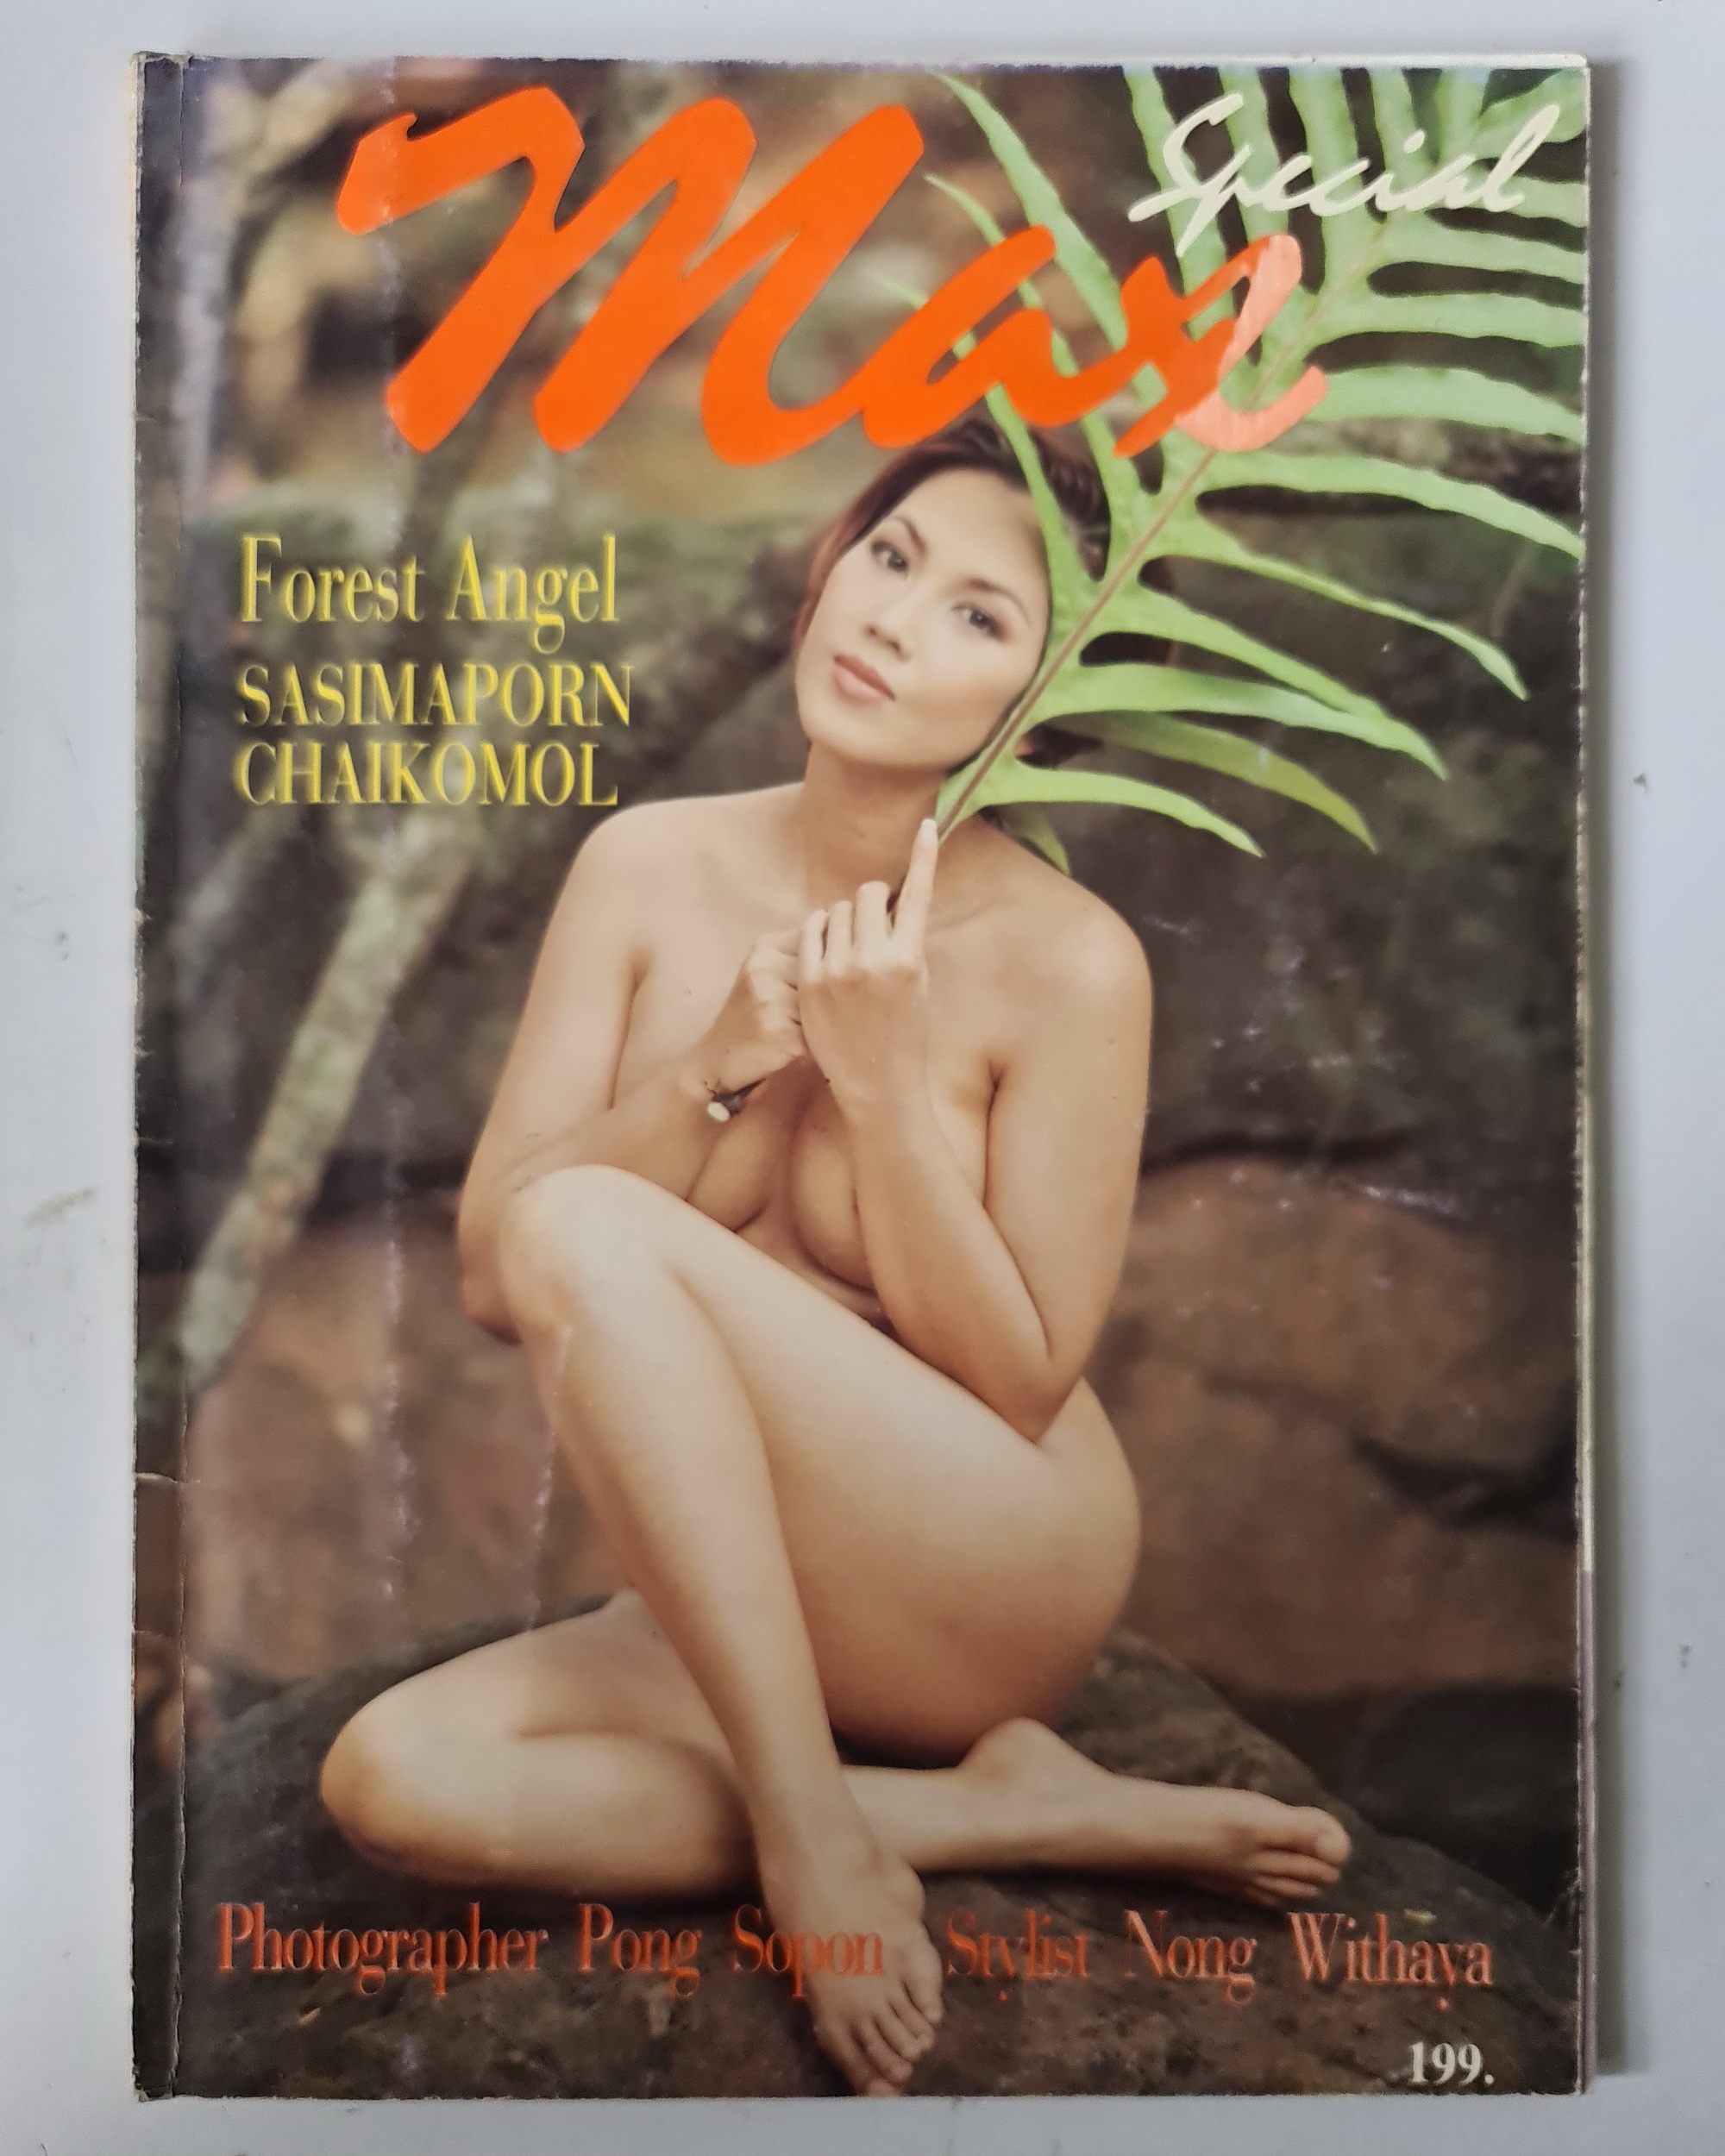 Special
Max
Forest Angel
SASIMAPORN
CHAIKOMOL
Photographer Pong Sopon Stylist Nong Withaya
199.